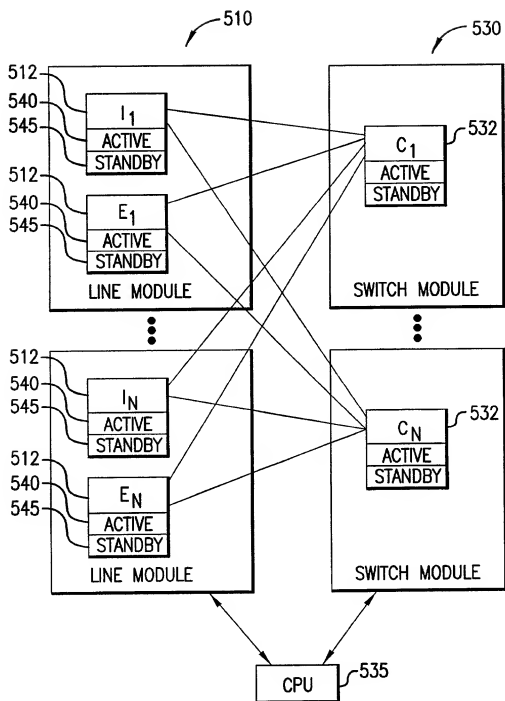 510
530
512
540
545
I1
ACTIVE
STANDBY
512
540
545
E1
ACTIVE
STANDBY
LINE MODULE
C1
ACTIVE
STANDBY
532
SWITCH MODULE
512
540
545
IN
ACTIVE
STANDBY
512
540
545
EN
ACTIVE
STANDBY
LINE MODULE
CN
ACTIVE
STANDBY
532
SWITCH MODULE
CPU
535